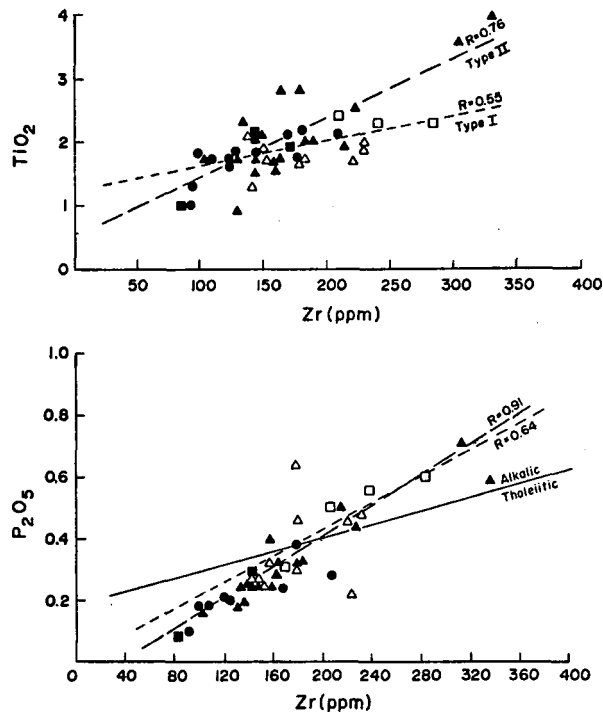 4
R=0.76
Type II
3
R=0.55
Type I
2
TiO2
1
0
50 100 150 200 250 300 350 400
Zr(ppm)
1.0
0.8
R=0.91
R=0.64
0.6
Alkalic
Tholeiitic
P2O5
0.4
0.2
0 40 80 120 160 200 240 280 320 360 400
Zr(ppm)